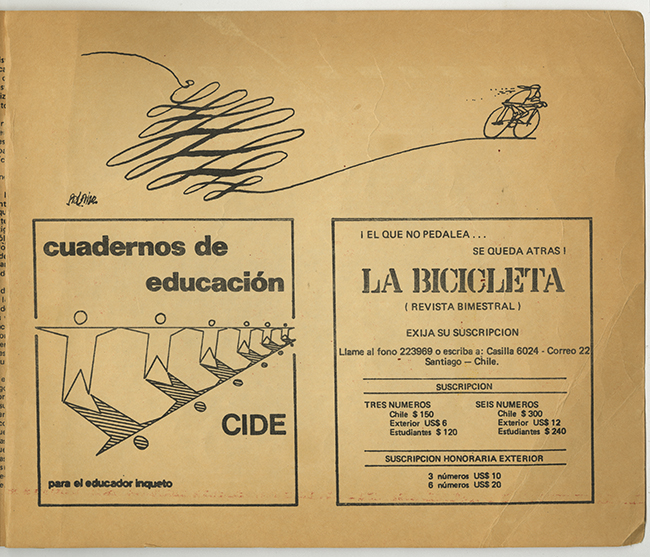 cuadernos de
educación
CIDE
para el educador inqueto
¡ EL QUE NO PEDALEA . . .
SE QUEDA ATRAS !
LA BICICLETA
( REVISTA BIMESTRAL )
EXIJA SU SUSCRIPCION
Llame al fono 223969 o escriba a: Casilla 6024 - Correo 22
Santiago — Chile.
SUSCRIPCION
TRES NUMEROS
Chile $ 150
Exterior US$ 6
Estudiantes $ 120
SEIS NUMEROS
Chile $ 300
Exterior US$ 12
Estudiantes $ 240
SUSCRIPCION HONORARIA EXTERIOR
3 números US$ 10
6 números US$ 20